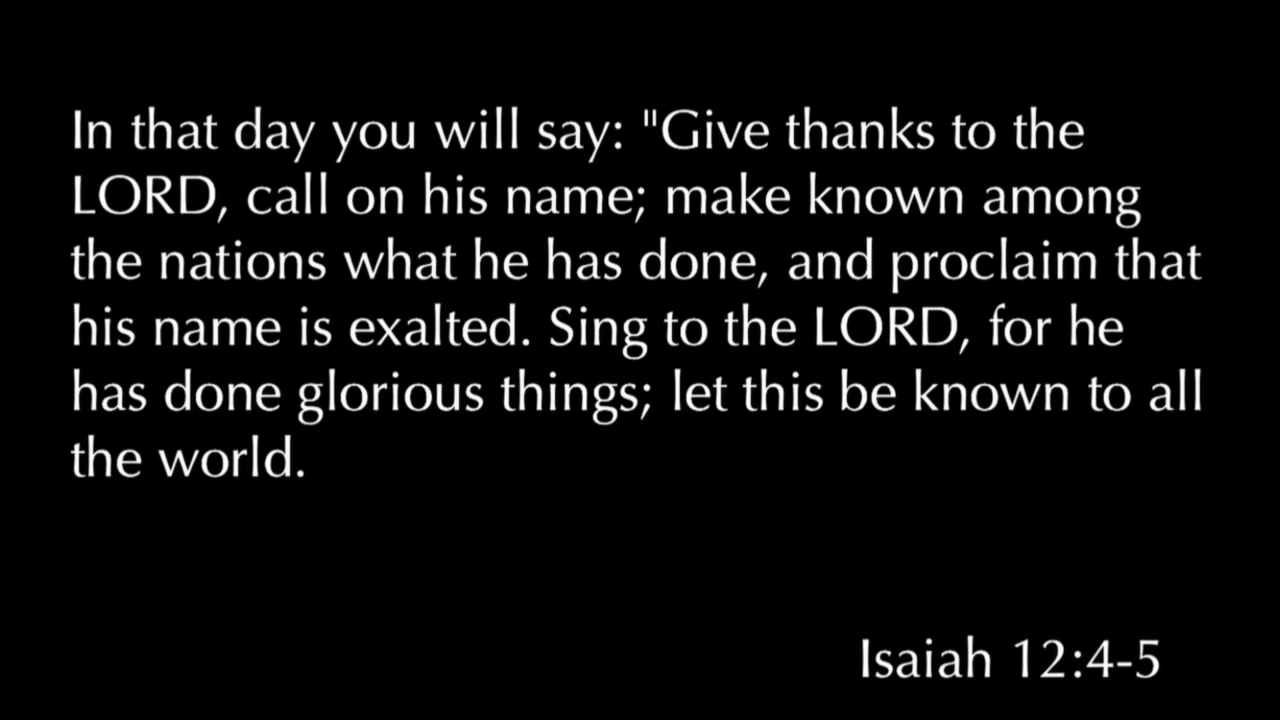 In that day you will say: "Give thanks to the
LORD, call on his name; make known among
the nations what he has done, and proclaim that
his name is exalted. Sing to the LORD, for he
has done glorious things; let this be known to all
the world.
Isaiah 12:4-5